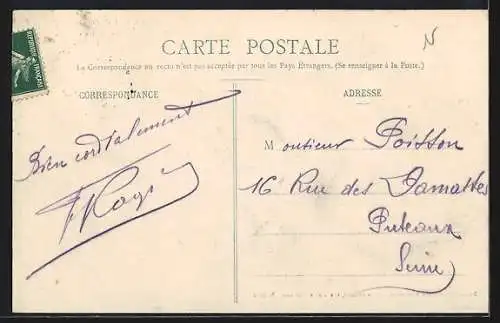 CARTE POSTALE
La Correspondance au recto n'est pas acceptée par tous les Pays Étrangers. (Se renseigner à la Poste.)
CORRESPONDANCE
ADRESSE
Bien cordialement
Monsieur Poisson
16 Rue des Damattes
Puteaux
Seine